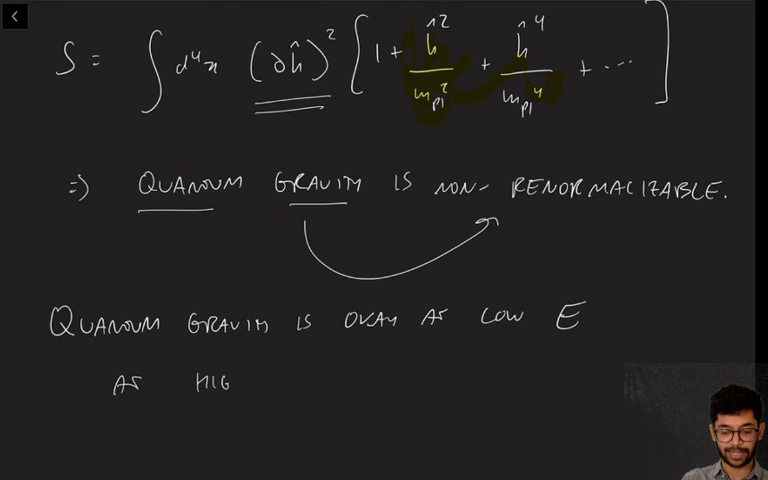 S = ∫ d⁴x (∂ĥ)² [1 + ĥ²/m_pl² + ĥ⁴/m_pl⁴ + ...]
⇒ QUANTUM GRAVITY IS NON-RENORMALIZABLE.
QUANTUM GRAVITY IS OKAY AT LOW E
AT HIG